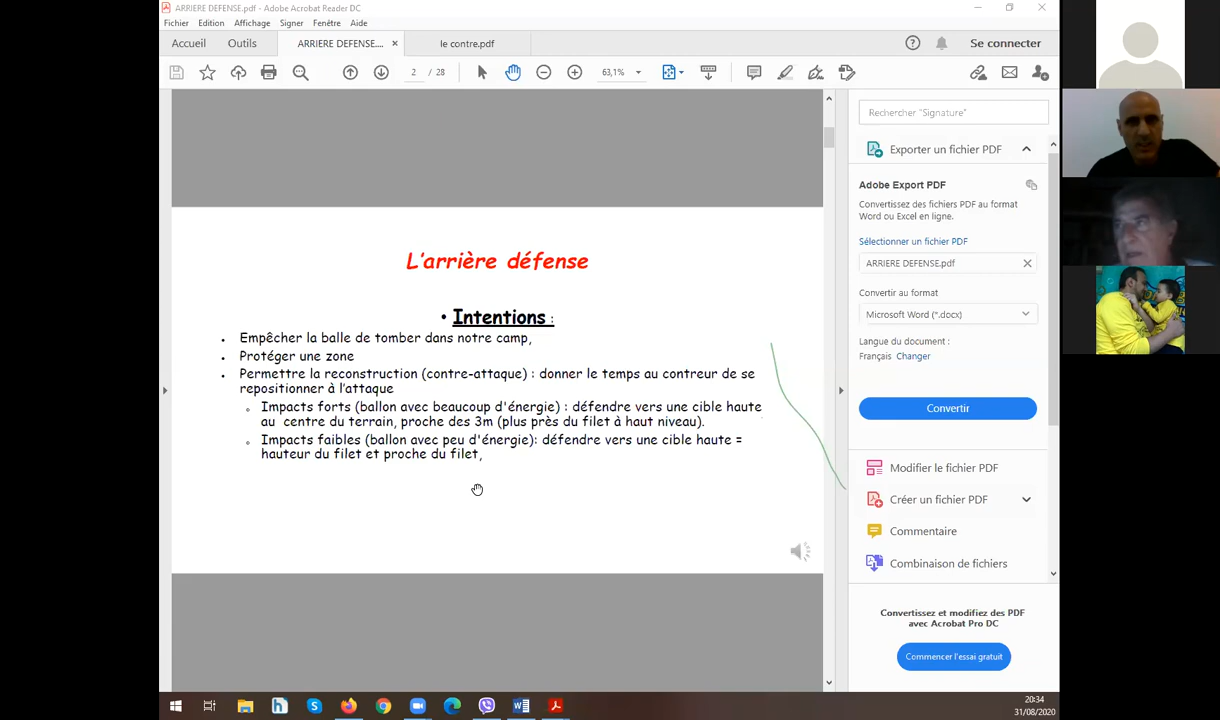 ARRIERE DEFENSE.pdf - Adobe Acrobat Reader DC
Fichier Edition Affichage Signer Fenêtre Aide
Accueil Outils ARRIERE DEFENSE.... × le contre.pdf Se connecter
2 / 28 63,1%
Rechercher "Signature"
Exporter un fichier PDF
Adobe Export PDF
Convertissez des fichiers PDF au format
Word ou Excel en ligne.
Sélectionner un fichier PDF
ARRIERE DEFENSE.pdf ×
Convertir au format
Microsoft Word (*.docx)
Langue du document :
Français Changer
Convertir
Modifier le fichier PDF
Créer un fichier PDF
Commentaire
Combinaison de fichiers
Convertissez et modifiez des PDF
avec Acrobat Pro DC
Commencer l'essai gratuit
L'arrière défense
• Intentions :
• Empêcher la balle de tomber dans notre camp,
• Protéger une zone
• Permettre la reconstruction (contre-attaque) : donner le temps au contreur de se
repositionner à l'attaque
◦ Impacts forts (ballon avec beaucoup d'énergie) : défendre vers une cible haute
au centre du terrain, proche des 3m (plus près du filet à haut niveau).
◦ Impacts faibles (ballon avec peu d'énergie): défendre vers une cible haute =
hauteur du filet et proche du filet,
20:34
31/08/2020